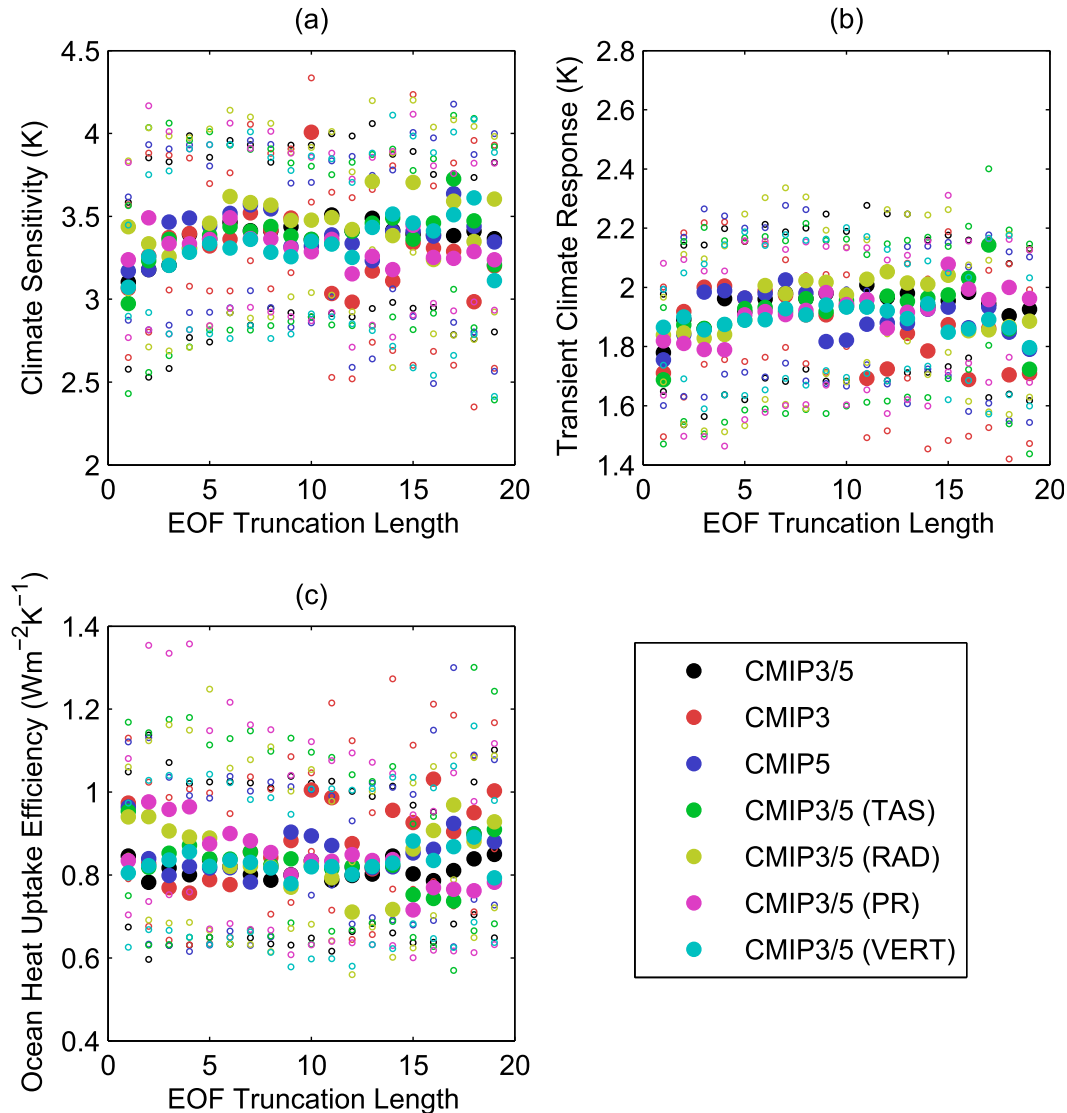 (a)
4.5
4
3.5
3
2.5
2
0 5 10 15 20
Climate Sensitivity (K)
EOF Truncation Length
(b)
2.8
2.6
2.4
2.2
2
1.8
1.6
1.4
0 5 10 15 20
Transient Climate Response (K)
EOF Truncation Length
(c)
1.4
1.2
1
0.8
0.6
0.4
0 5 10 15 20
Ocean Heat Uptake Efficiency (Wm⁻²K⁻¹)
EOF Truncation Length
CMIP3/5
CMIP3
CMIP5
CMIP3/5 (TAS)
CMIP3/5 (RAD)
CMIP3/5 (PR)
CMIP3/5 (VERT)